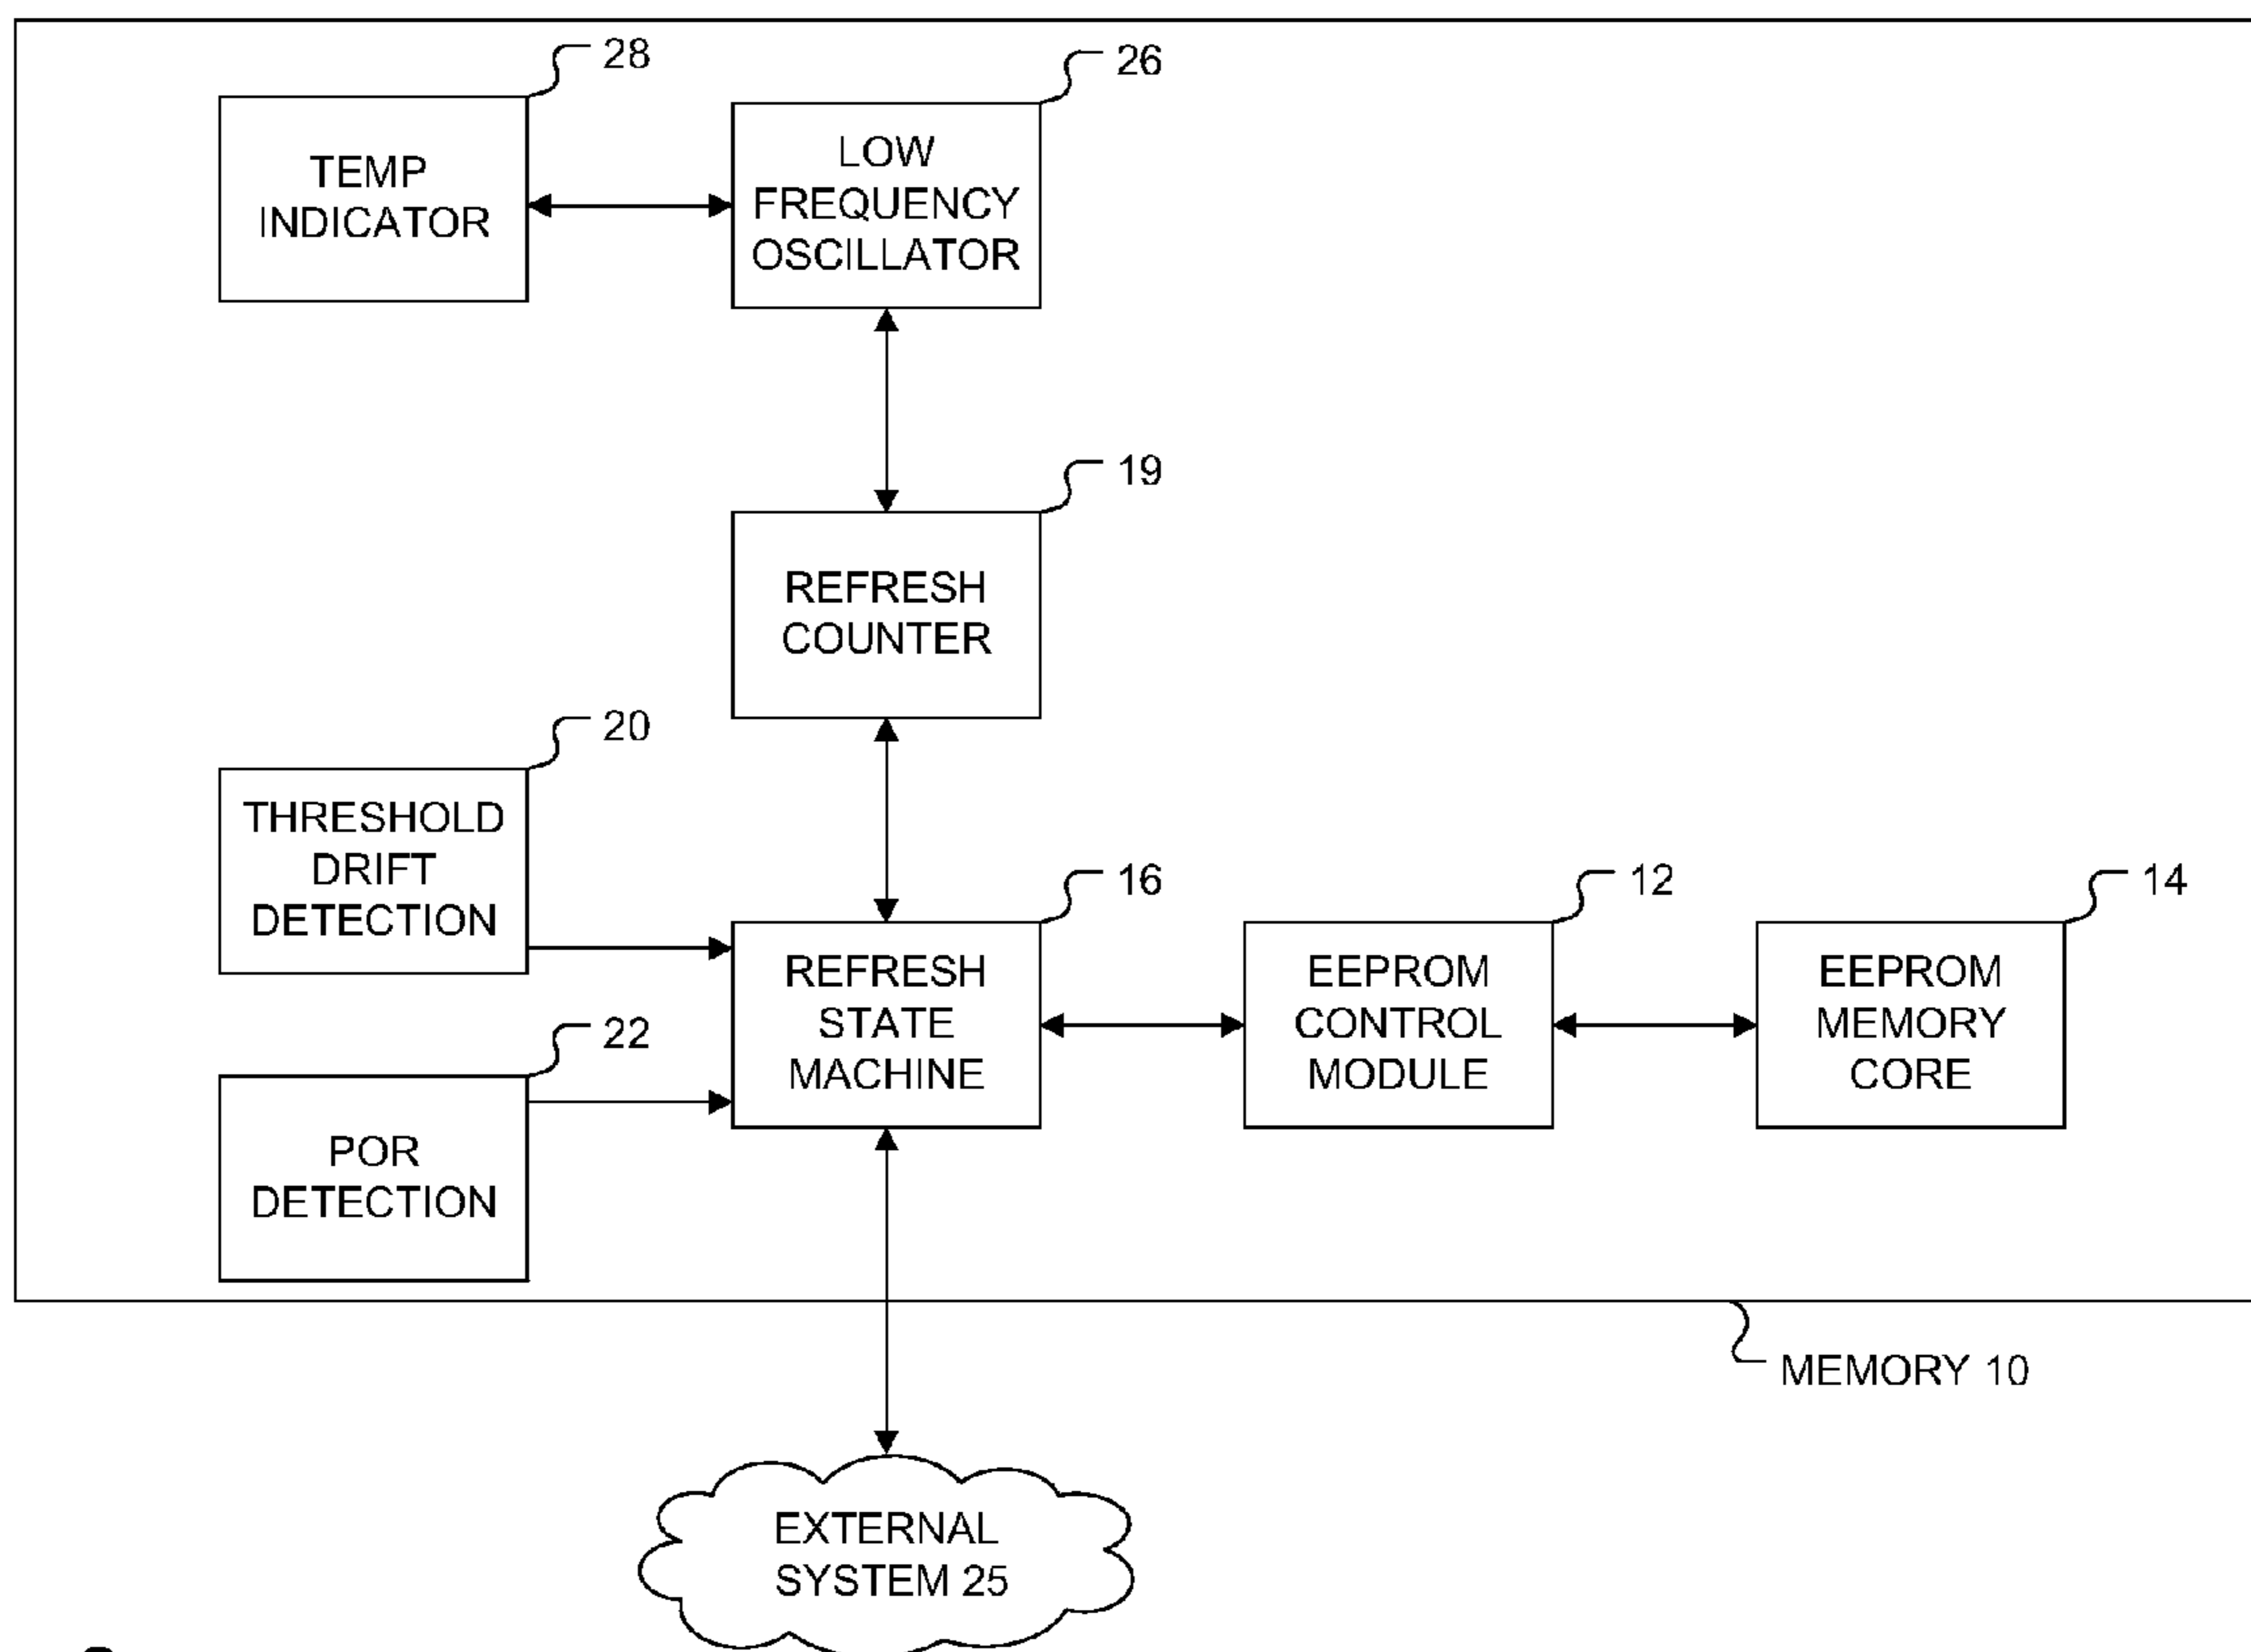 28
26
TEMP
INDICATOR
LOW
FREQUENCY
OSCILLATOR
19
REFRESH
COUNTER
20
THRESHOLD
DRIFT
DETECTION
16
12
14
REFRESH
STATE
MACHINE
EEPROM
CONTROL
MODULE
EEPROM
MEMORY
CORE
22
POR
DETECTION
MEMORY 10
EXTERNAL
SYSTEM 25